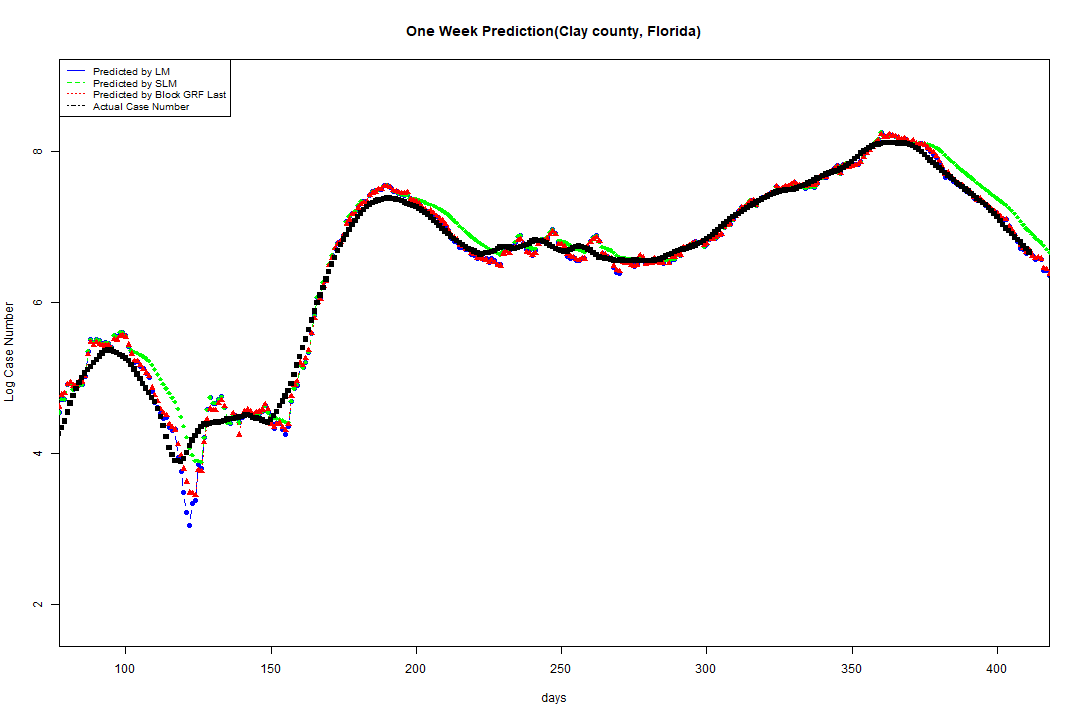 One Week Prediction(Clay county, Florida)
Predicted by LM
Predicted by SLM
Predicted by Block GRF Last
Actual Case Number
Log Case Number
8
6
4
2
100 150 200 250 300 350 400
days